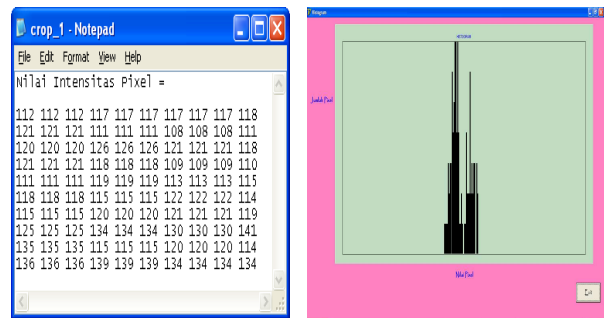 crop_1 - Notepad
File Edit Format View Help
Nilai Intensitas Pixel =
112 112 112 117 117 117 117 117 117 118
121 121 121 111 111 111 108 108 108 111
120 120 120 126 126 126 121 121 121 118
121 121 121 118 118 118 109 109 109 110
111 111 111 119 119 119 113 113 113 115
118 118 118 115 115 115 122 122 122 114
115 115 115 120 120 120 121 121 121 119
125 125 125 134 134 134 130 130 130 141
135 135 135 115 115 115 120 120 120 114
136 136 136 139 139 139 134 134 134 134
Histogram
HISTOGRAM
Jumlah Pixel
Nilai Pixel